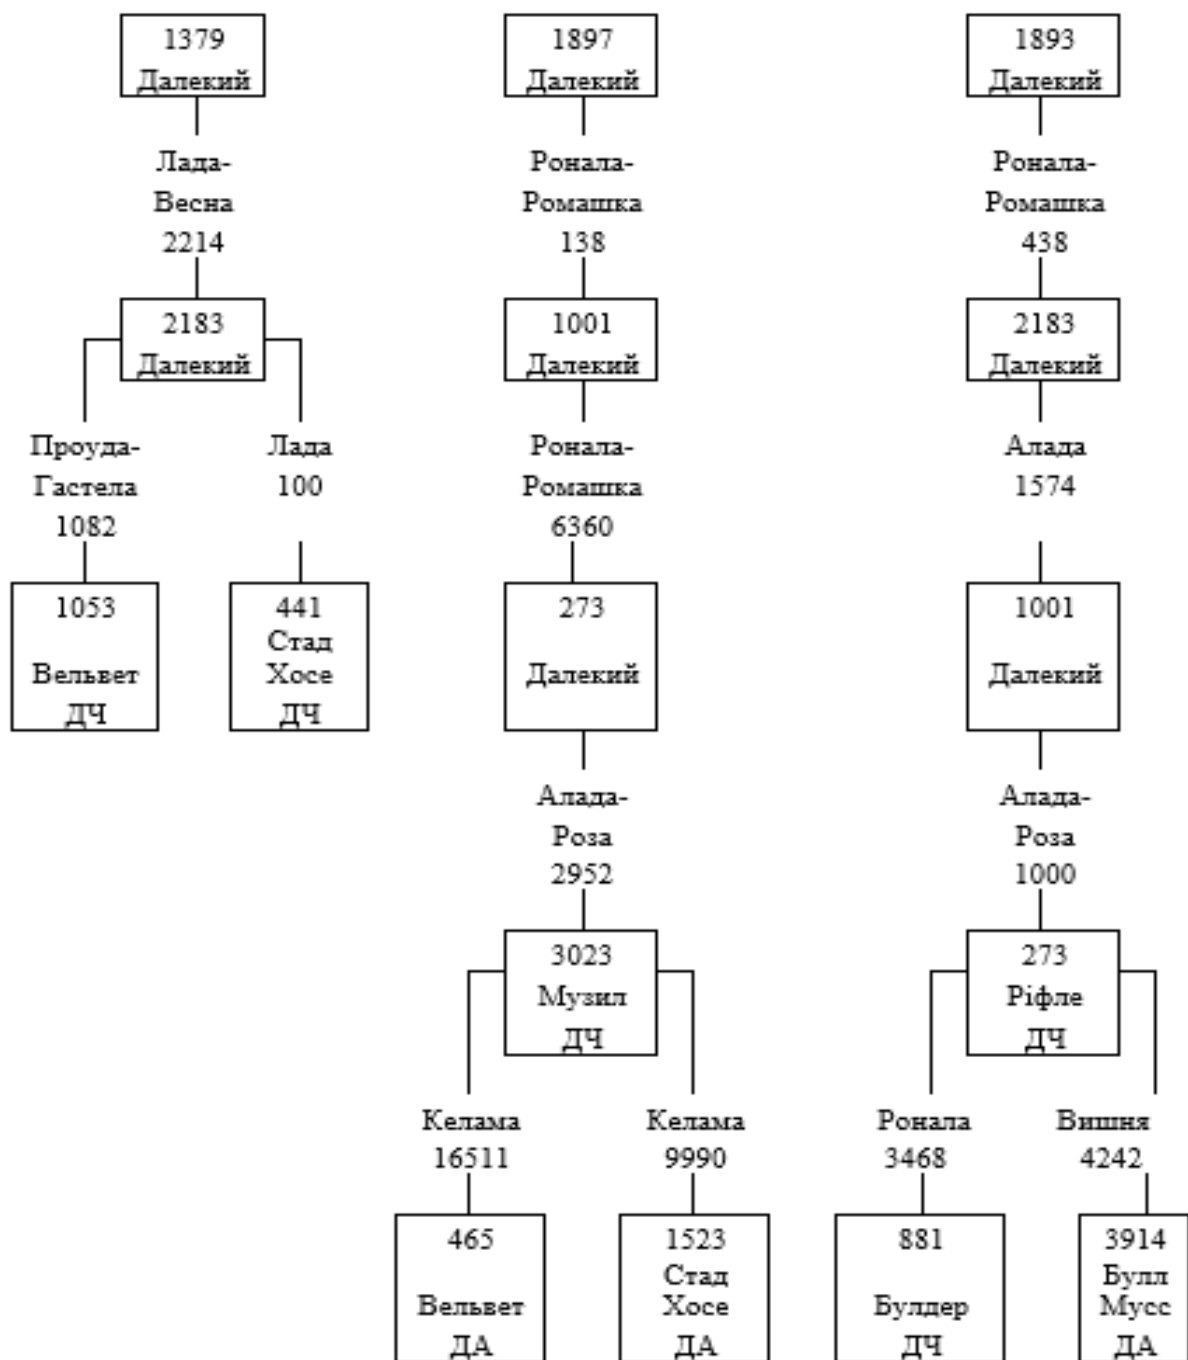 1379
Далекий
1897
Далекий
1893
Далекий
Лада-
Весна
2214
Ронала-
Ромашка
138
Ронала-
Ромашка
438
2183
Далекий
1001
Далекий
2183
Далекий
Проуда-
Гастела
1082
Лада
100
Ронала-
Ромашка
6360
Алада
1574
1053
Вельвет
ДЧ
441
Стад
Хосе
ДЧ
273
Далекий
1001
Далекий
Алада-
Роза
2952
Алада-
Роза
1000
3023
Музил
ДЧ
273
Ріфле
ДЧ
Келама
16511
Келама
9990
Ронала
3468
Вишня
4242
465
Вельвет
ДА
1523
Стад
Хосе
ДА
881
Булдер
ДЧ
3914
Булл
Мусс
ДА